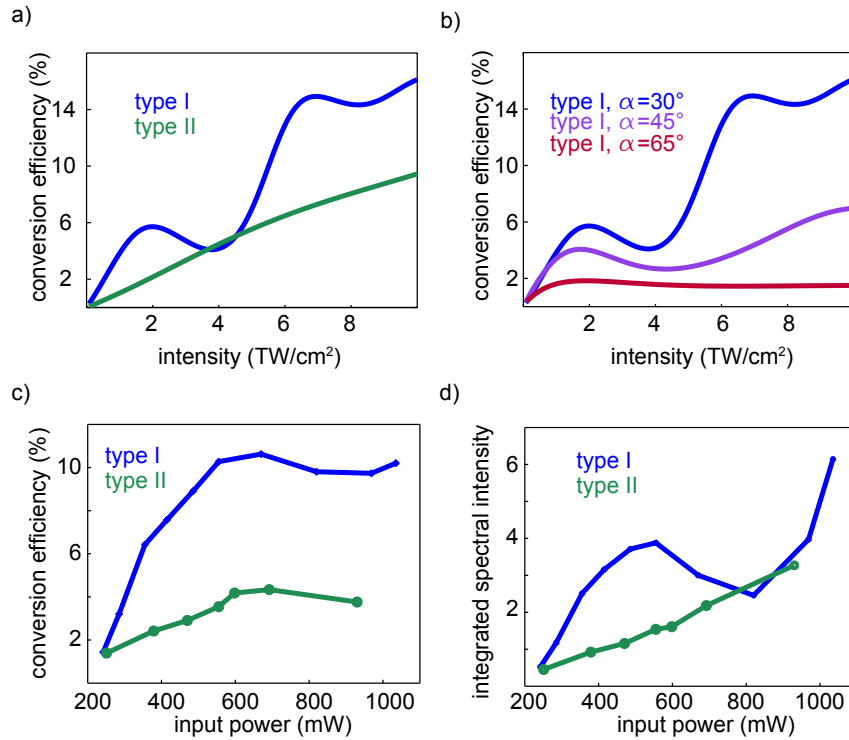 a)
conversion efficiency (%)
14
10
6
2
type I
type II
2
4
6
8
intensity (TW/cm²)
b)
conversion efficiency (%)
14
10
6
2
type I, α=30°
type I, α=45°
type I, α=65°
2
4
6
8
intensity (TW/cm²)
c)
conversion efficiency (%)
10
6
2
type I
type II
200
400
600
800
1000
input power (mW)
d)
integrated spectral intensity
6
4
2
type I
type II
200
400
600
800
1000
input power (mW)